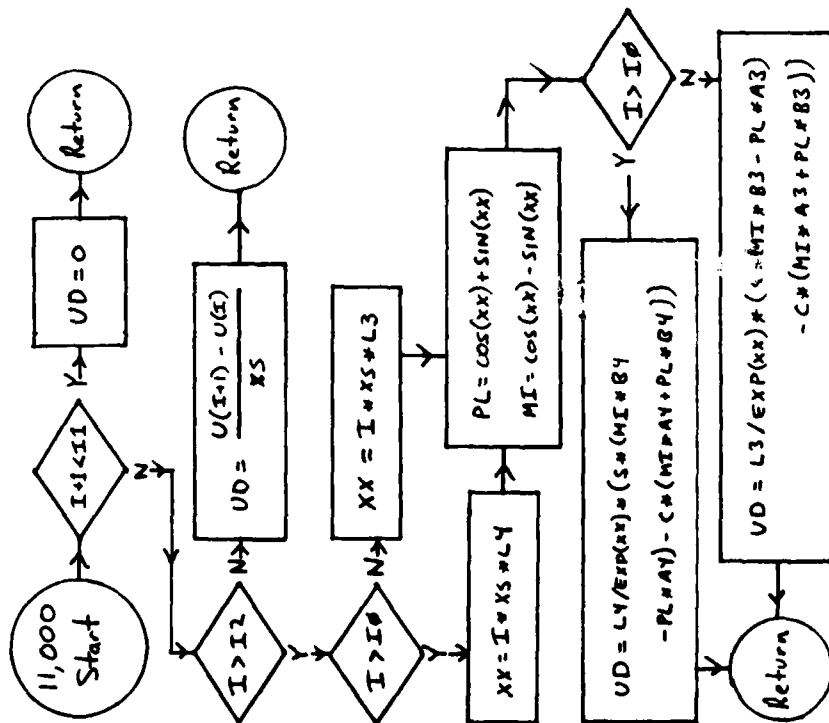 11,000
Start
I+1<I1
Y
UD=0
Return
N
I>I2
N
UD= U(I+1) - U(I)
XS
Return
Y
I>IØ
N
XX = I*XS*L3
Y
XX=I*XS*L4
PL=COS(XX)+SIN(XX)
MI=COS(XX)-SIN(XX)
I>IØ
Y
N
UD=L4/EXP(XX)*(S*(MI*B4
-PL*A4)-C*(MI*A4+PL*B4))
UD=L3/EXP(XX)*( MI*B3-PL*A3)
-C*(MI*A3+PL*B3))
Return